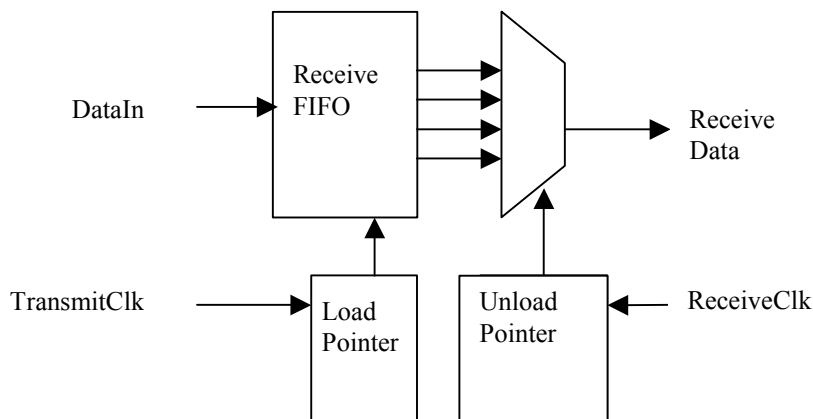 Receive
FIFO
DataIn
Receive
Data
TransmitClk
Load
Pointer
Unload
Pointer
ReceiveClk